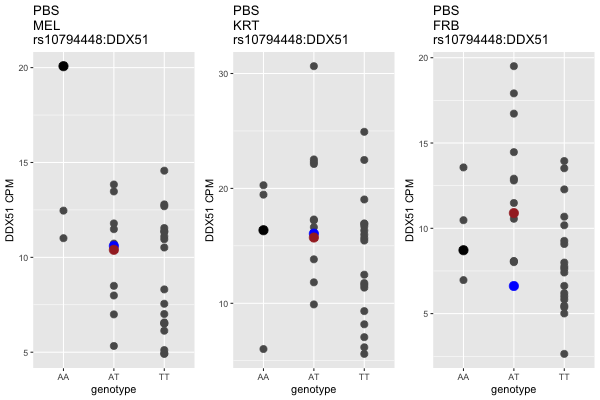 PBS
MEL
rs10794448:DDX51
20
15
10
5
DDX51 CPM
AA
AT
TT
genotype
PBS
KRT
rs10794448:DDX51
30
20
10
DDX51 CPM
AA
AT
TT
genotype
PBS
FRB
rs10794448:DDX51
20
15
10
5
DDX51 CPM
AA
AT
TT
genotype